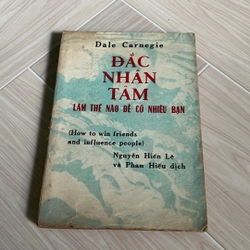 Dale Carnegie
ĐẮC
NHÂN
TÂM
LÀM THẾ NÀO ĐỂ CÓ NHIỀU BẠN
(How to win friends
and influence people)
Nguyễn Hiến Lê
và Phan Hiếu dịch